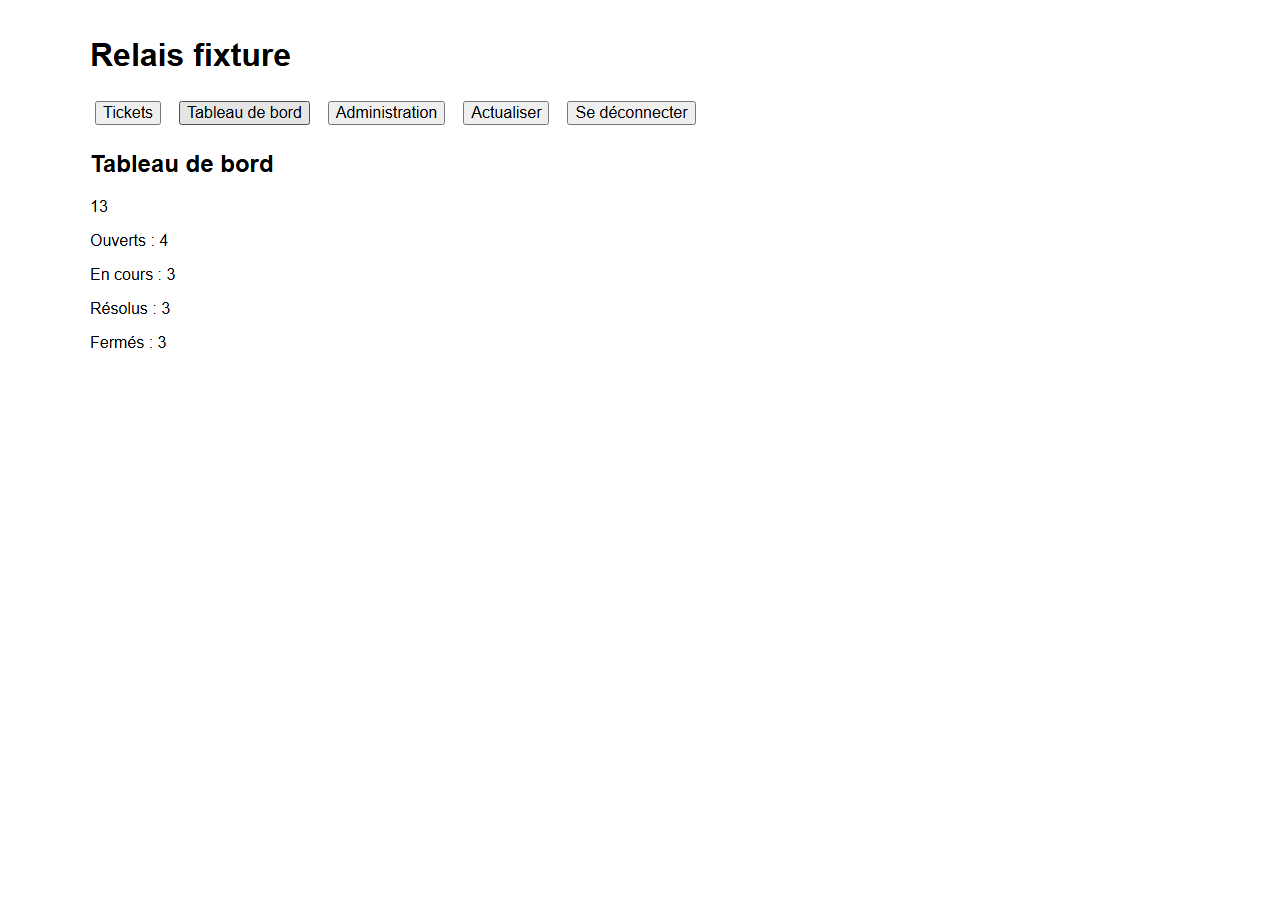 Relais fixture
Tickets Tableau de bord Administration Actualiser Se déconnecter
Tableau de bord
13
Ouverts : 4
En cours : 3
Résolus : 3
Fermés : 3